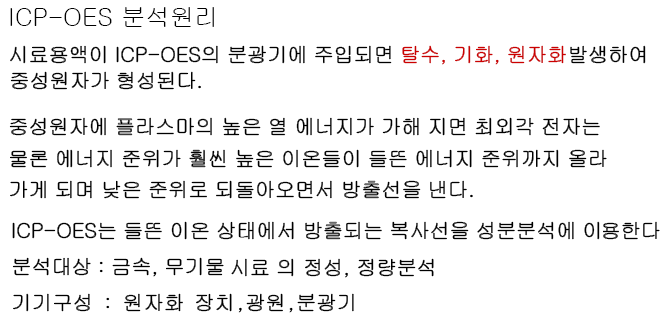 ICP-OES 분석원리
시료용액이 ICP-OES의 분광기에 주입되면 탈수, 기화, 원자화발생하여
중성원자가 형성된다.
중성원자에 플라스마의 높은 열 에너지가 가해 지면 최외각 전자는
물론 에너지 준위가 훨씬 높은 이온들이 들뜬 에너지 준위까지 올라
가게 되며 낮은 준위로 되돌아오면서 방출선을 낸다.
ICP-OES는 들뜬 이온 상태에서 방출되는 복사선을 성분분석에 이용한다
분석대상 : 금속, 무기물 시료 의 정성, 정량분석
기기구성 : 원자화 장치,광원,분광기